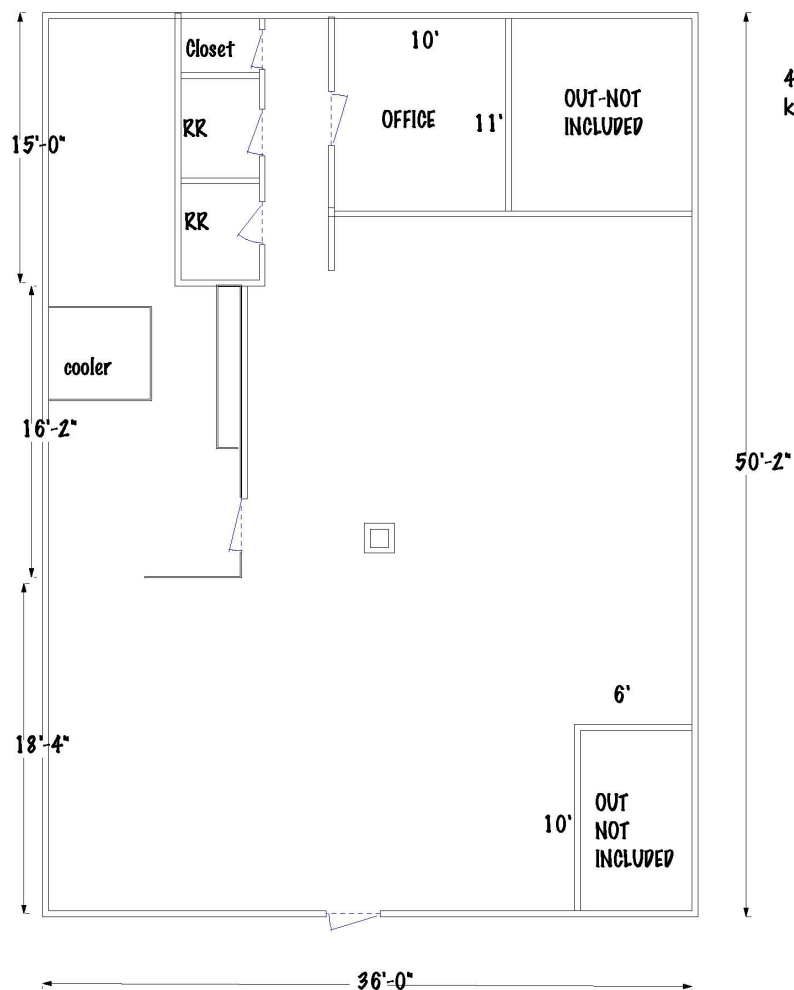 Closet
10'
OUT-NOT
INCLUDED
4
k
OFFICE
11'
RR
15'-0"
RR
cooler
16'-2"
50'-2"
6'
18'-4"
OUT
NOT
INCLUDED
10'
36'-0"